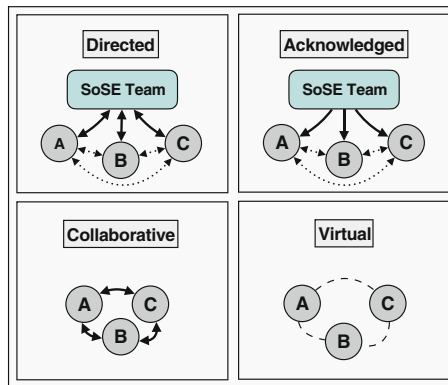 Directed
SoSE Team
A
B
C
Acknowledged
SoSE Team
A
B
C
Collaborative
A
C
B
Virtual
A
C
B